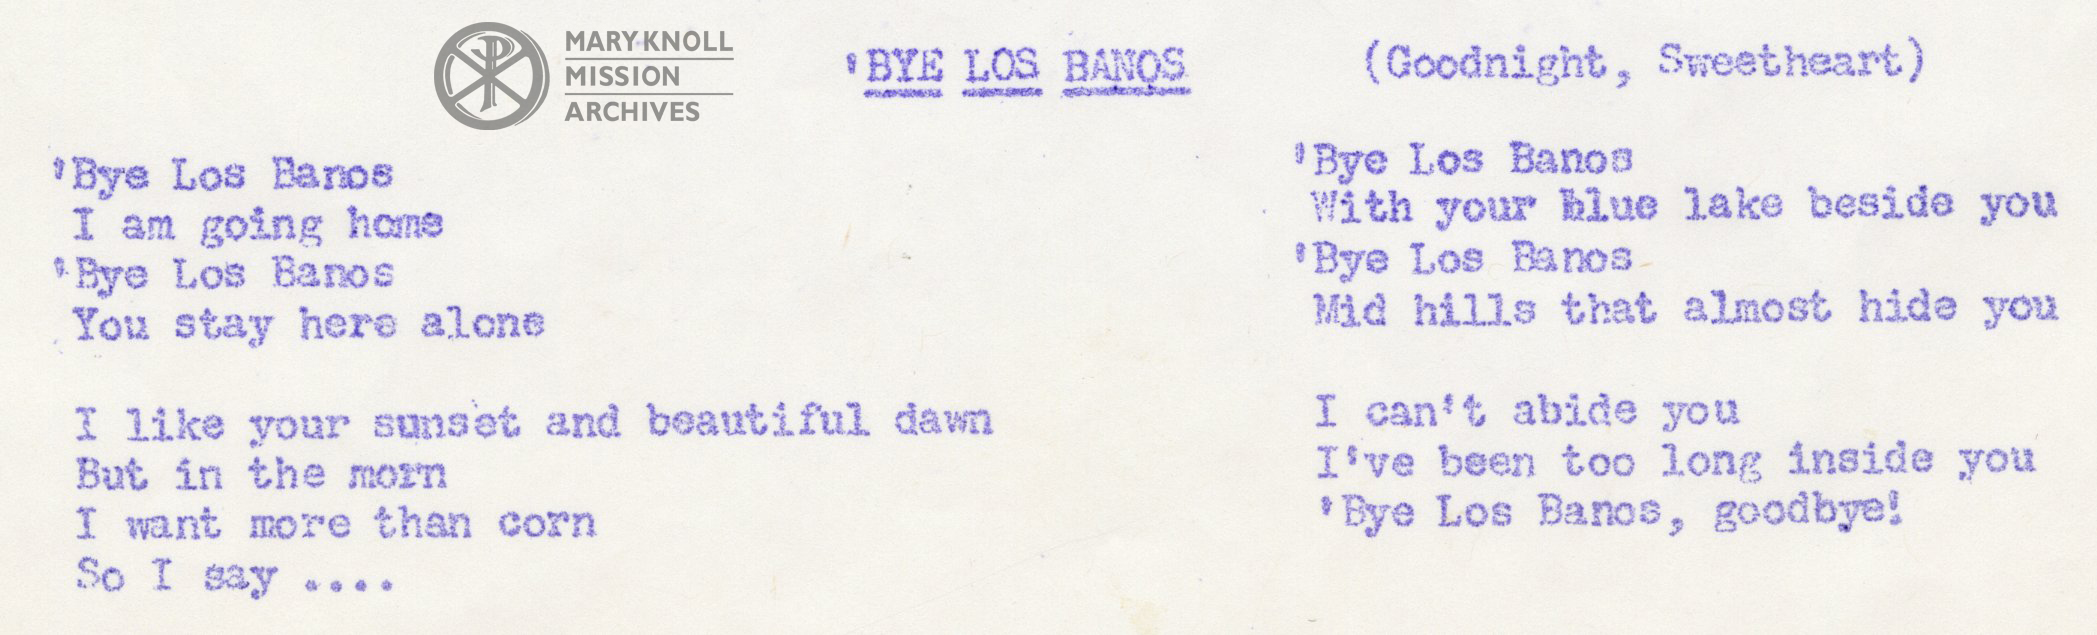 MARYKNOLL
MISSION
ARCHIVES
'BYE LOS BANOS (Goodnight, Sweetheart)
'Bye Los Banos
I am going home
'Bye Los Banos
You stay here alone
I like your sunset and beautiful dawn
But in the morn
I want more than corn
So I say ....
'Bye Los Banos
With your blue lake beside you
'Bye Los Banos
Mid hills that almost hide you
I can't abide you
I've been too long inside you
'Bye Los Banos, goodbye!